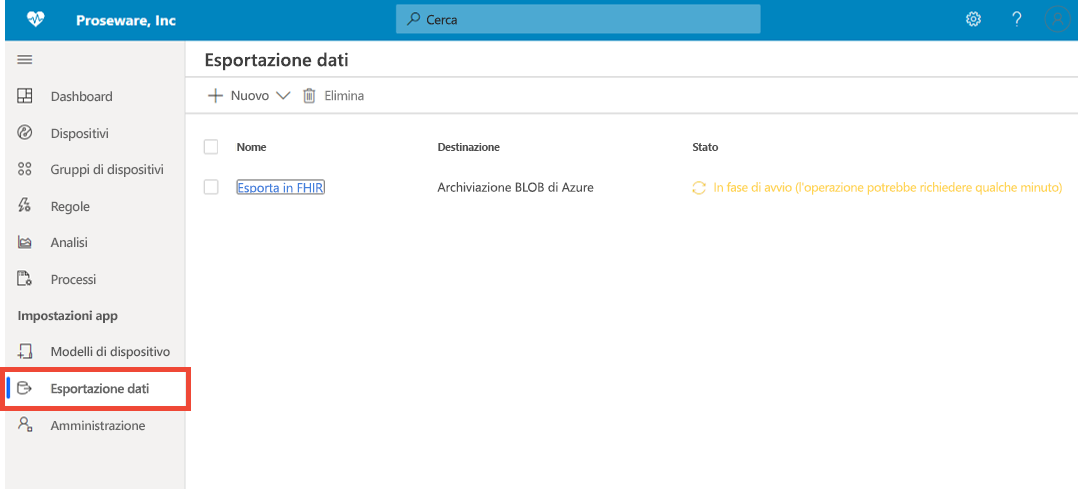 Proseware, Inc
Cerca
?
Esportazione dati
Nuovo
Elimina
Dashboard
Dispositivi
Gruppi di dispositivi
Regole
Analisi
Processi
Impostazioni app
Modelli di dispositivo
Esportazione dati
Amministrazione
Nome Destinazione Stato
Esporta in FHIR Archiviazione BLOB di Azure In fase di avvio (l'operazione potrebbe richiedere qualche minuto)